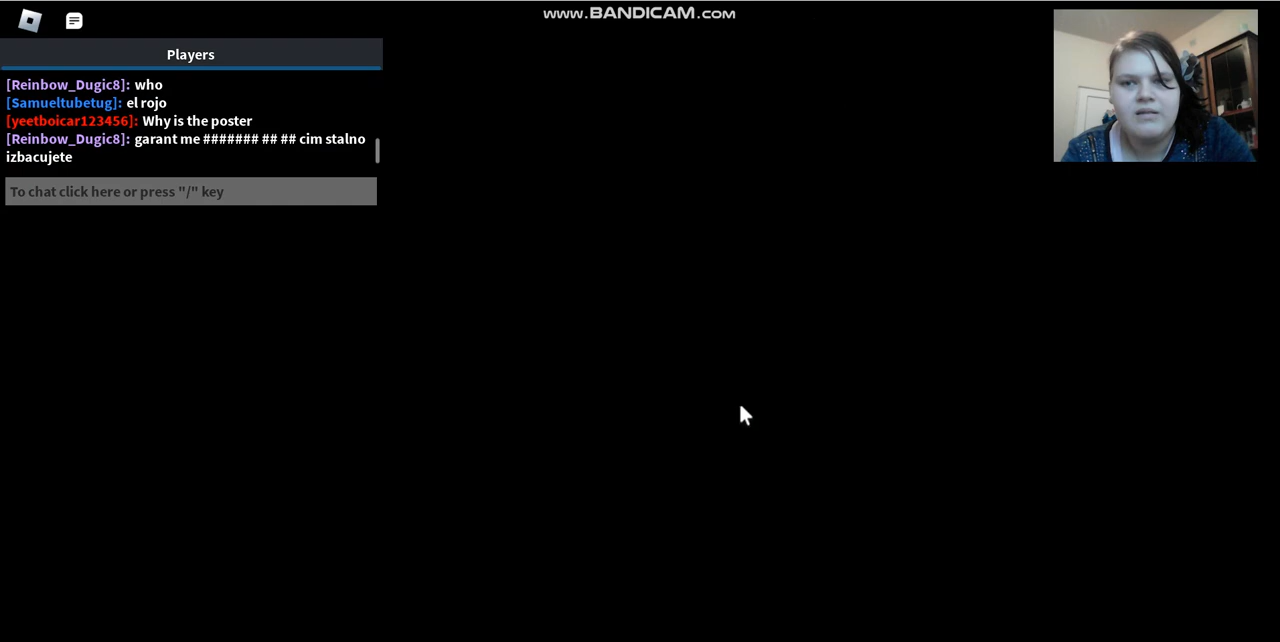 www.BANDICAM.com
Players
[Reinbow_Dugic8]: who
[Samueltubetug]: el rojo
[yeetboicar123456]: Why is the poster
[Reinbow_Dugic8]: garant me ####### ## ## cim stalno
izbacujete
To chat click here or press "/" key